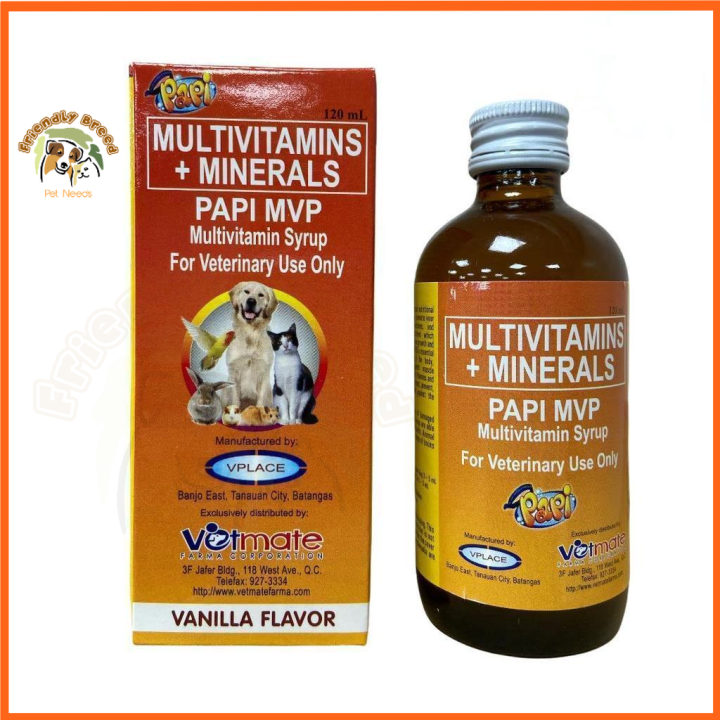 Friendly Breed
Pet Needs
Papi
120 mL
MULTIVITAMINS
+ MINERALS
PAPI MVP
Multivitamin Syrup
For Veterinary Use Only
Manufactured by:
VPLACE
Banjo East, Tanauan City, Batangas
Exclusively distributed by:
Vetmate
FARMA CORPORATION
3F Jafer Bldg., 118 West Ave., Q.C.
Telefax: 927-3334
http://www.vetmatefarma.com
VANILLA FLAVOR
MULTIVITAMINS
+ MINERALS
PAPI MVP
Multivitamin Syrup
For Veterinary Use Only
Papi
Manufactured by:
VPLACE
Banjo East, Tanauan City, Batangas
Exclusively distributed
Vetmate
FARMA CORPORATION
3F Jafer Bldg., 118 West Ave.,
Telefax: 927-3334
http://www.vetmatefarma.com